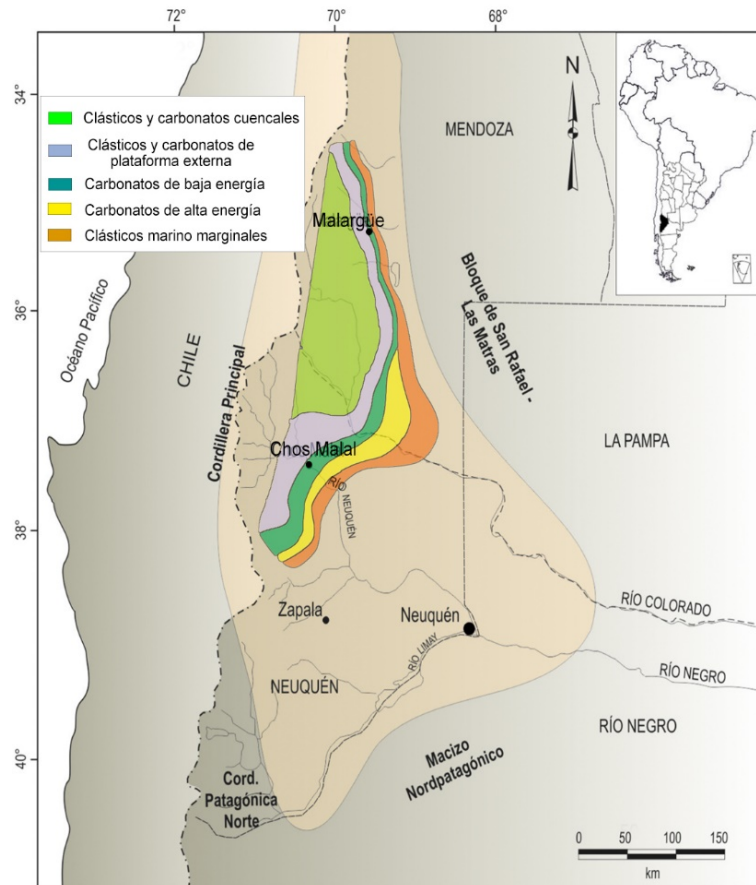 72°
70°
68°
34°
36°
38°
40°
Clásticos y carbonatos cuencales
Clásticos y carbonatos de
plataforma externa
Carbonatos de baja energía
Carbonatos de alta energía
Clásticos marino marginales
N
MENDOZA
Malargüe
Océano Pacífico
CHILE
Cordillera Principal
Bloque de San Rafael -
Las Matras
LA PAMPA
Chos Malal
RÍO
NEUQUÉN
Zapala
Neuquén
RÍO COLORADO
RÍO LIMAY
RÍO NEGRO
NEUQUÉN
RÍO NEGRO
Macizo
Nordpatagónico
Cord.
Patagónica
Norte
0 50 100 150
km